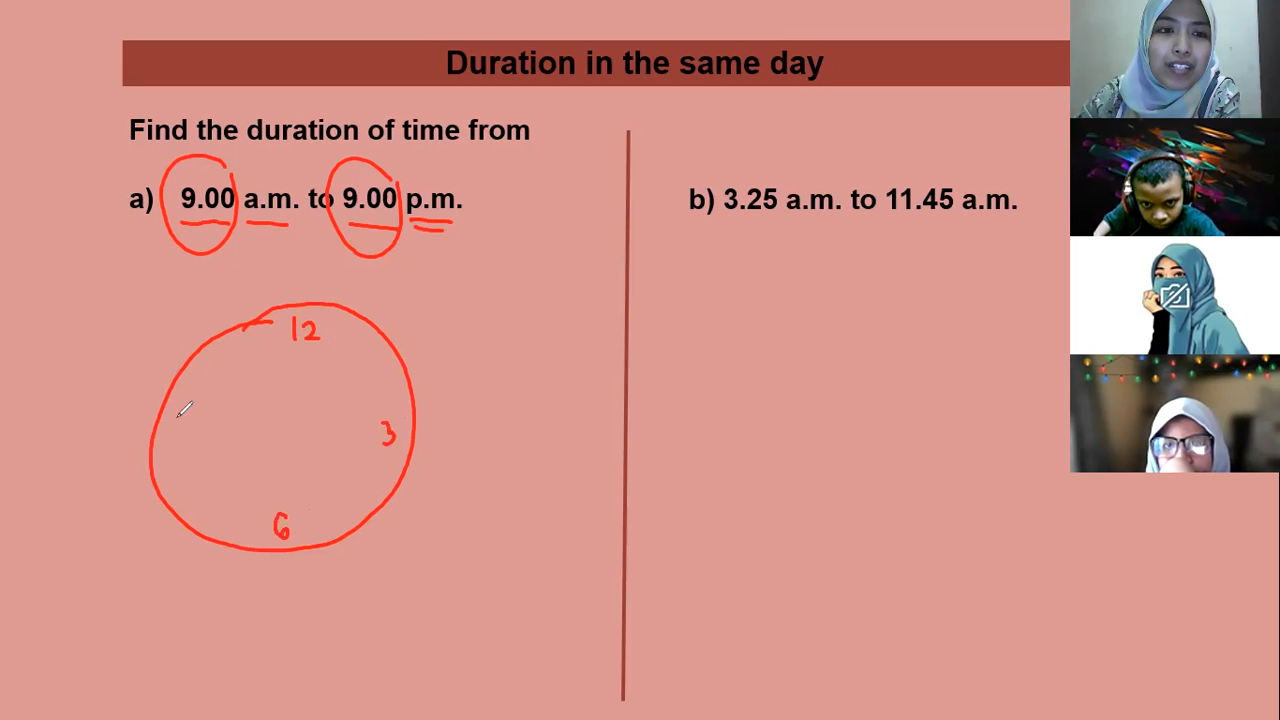 Duration in the same day
Find the duration of time from
a) 9.00 a.m. to 9.00 p.m.
b) 3.25 a.m. to 11.45 a.m.
12
3
6